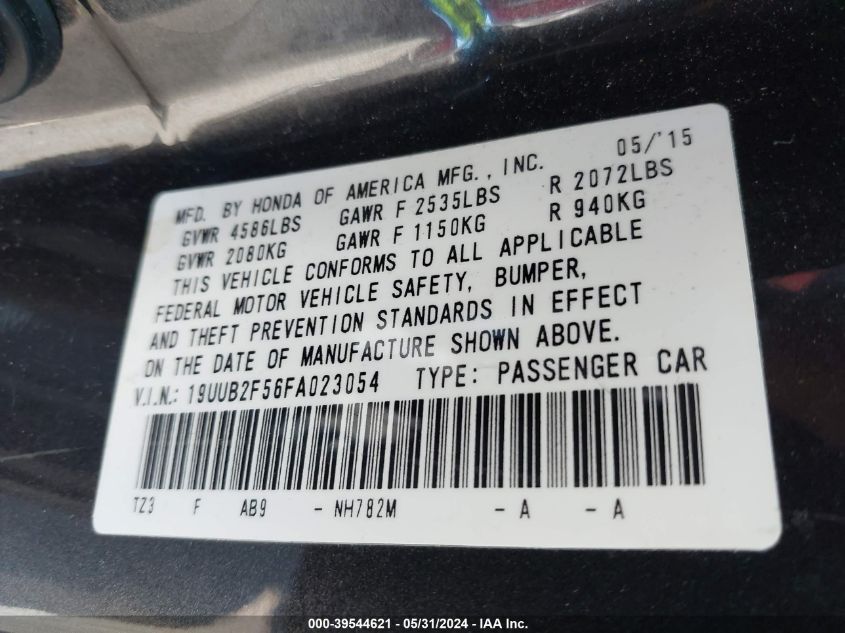 05/'15
MFD. BY HONDA OF AMERICA MFG., INC.
GVWR 4586LBS GAWR F 2535LBS R 2072LBS
GVWR 2080KG GAWR F 1150KG R 940KG
THIS VEHICLE CONFORMS TO ALL APPLICABLE
FEDERAL MOTOR VEHICLE SAFETY, BUMPER,
AND THEFT PREVENTION STANDARDS IN EFFECT
ON THE DATE OF MANUFACTURE SHOWN ABOVE.
V.I.N.: 19UUB2F56FA023054 TYPE: PASSENGER CAR
TZ3 F AB9 - NH782M - A - A
000-39544621 - 05/31/2024 - IAA Inc.